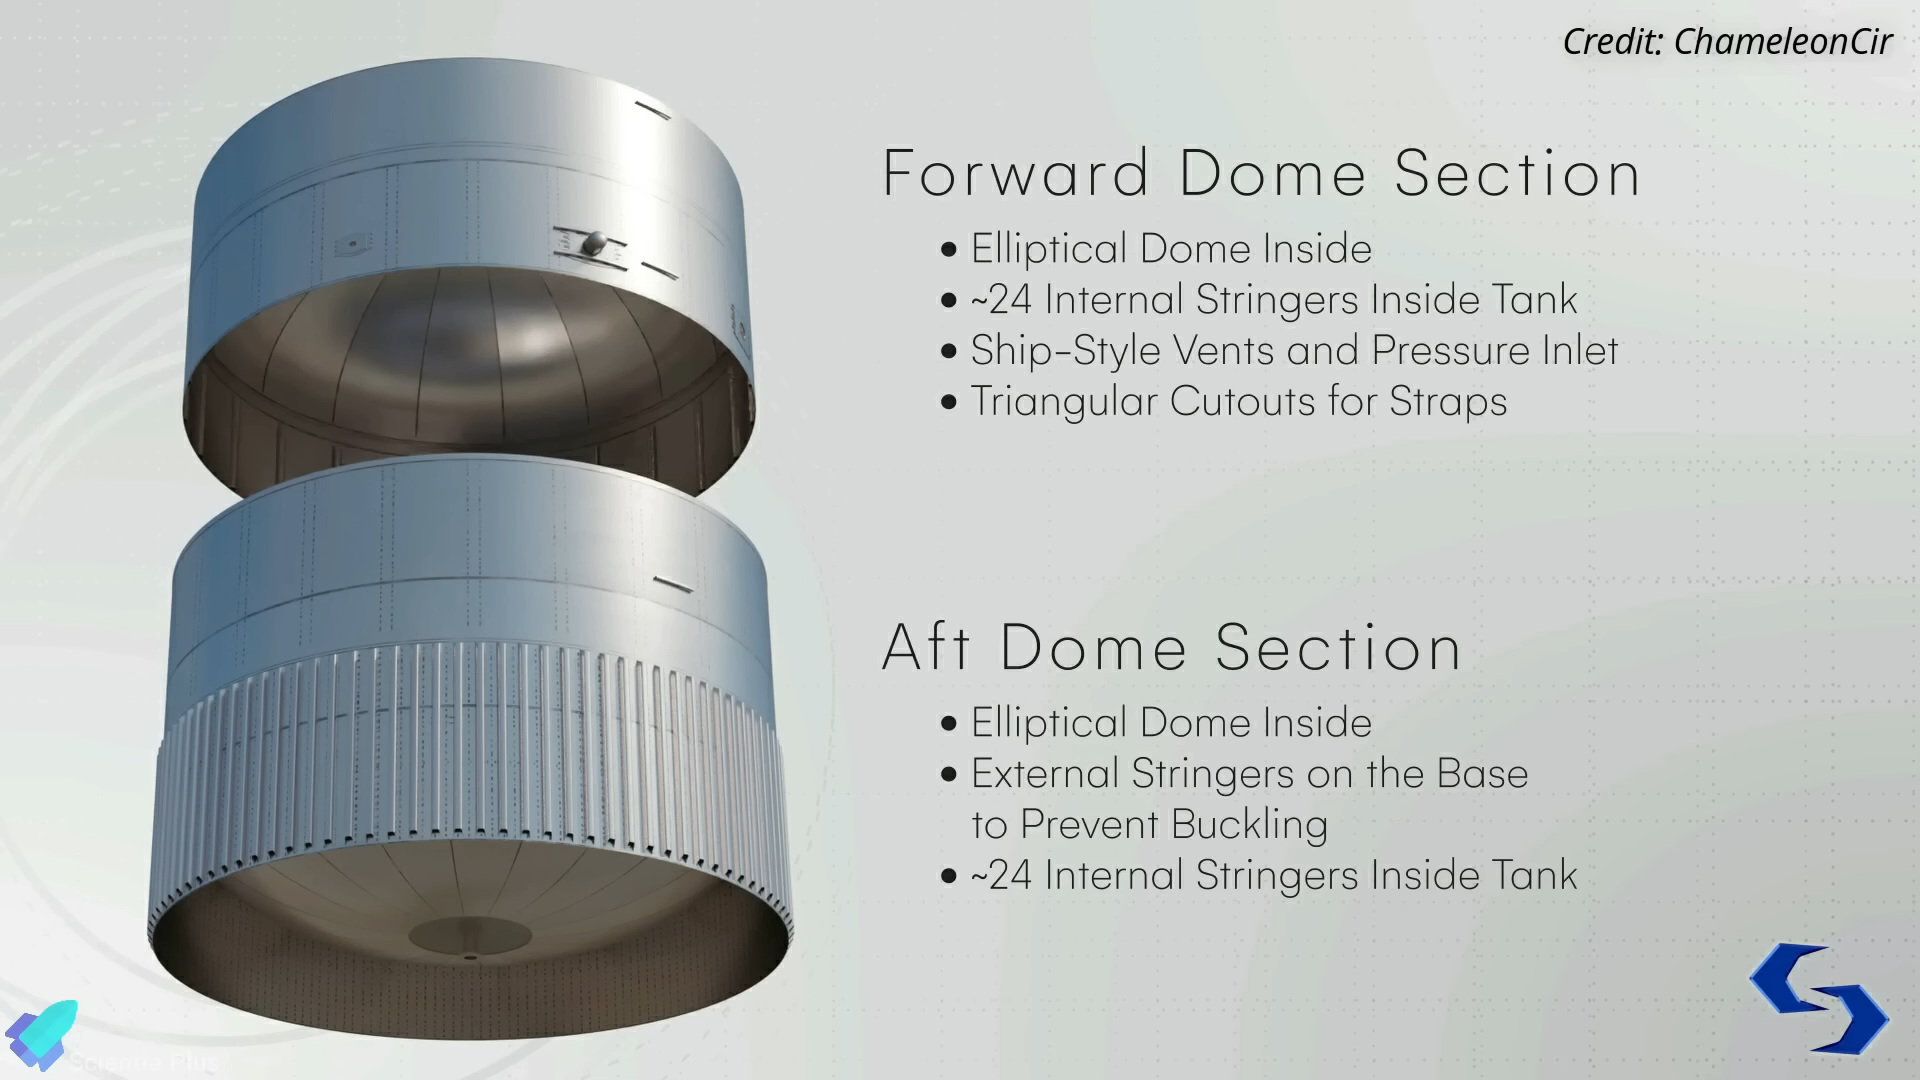 Credit: ChameleonCir
Forward Dome Section
• Elliptical Dome Inside
• ~24 Internal Stringers Inside Tank
• Ship-Style Vents and Pressure Inlet
• Triangular Cutouts for Straps
Aft Dome Section
• Elliptical Dome Inside
• External Stringers on the Base
to Prevent Buckling
• ~24 Internal Stringers Inside Tank
Scientia Plus